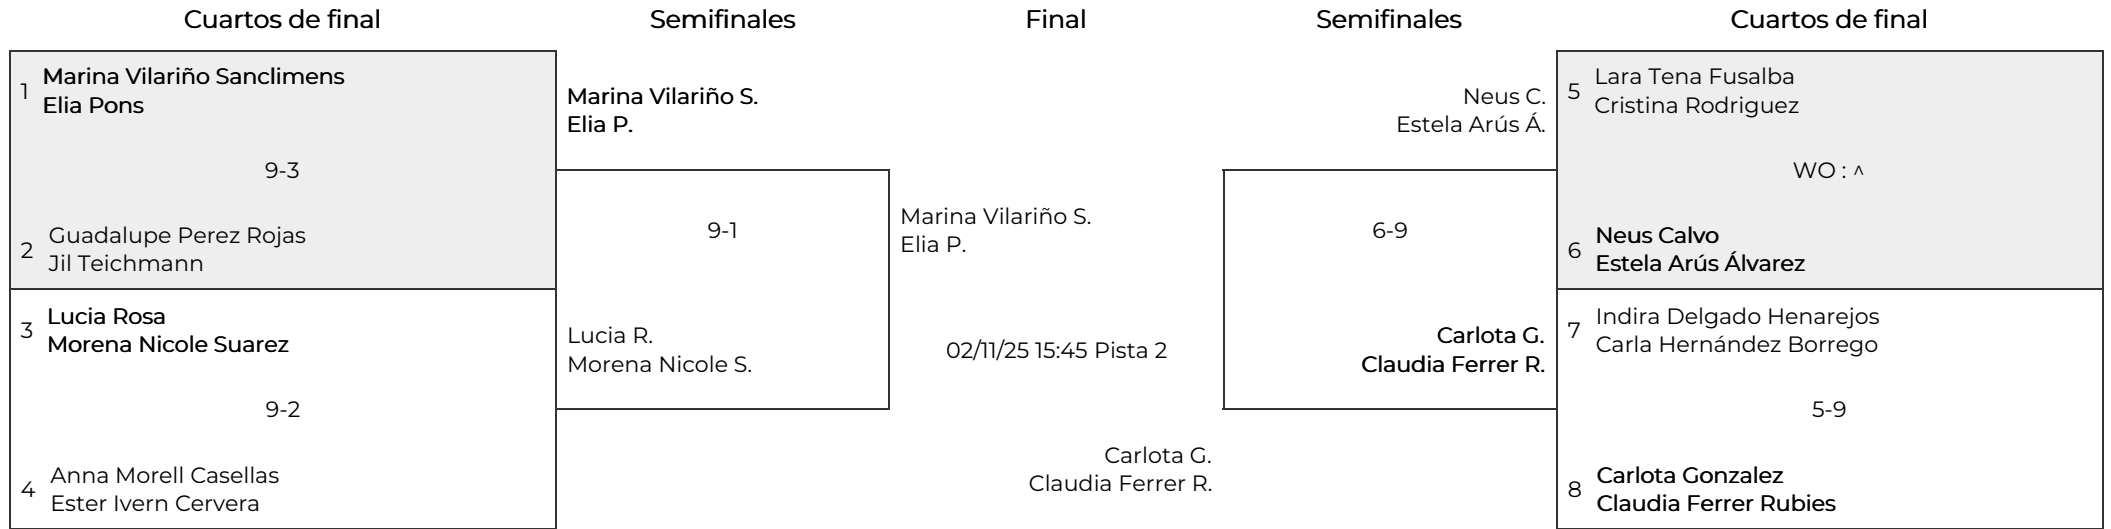 Cuartos de final
Semifinales
Final
Semifinales
Cuartos de final
1
Marina Vilariño Sanclimens
Elia Pons
9-3
2
Guadalupe Perez Rojas
Jil Teichmann
3
Lucia Rosa
Morena Nicole Suarez
9-2
4
Anna Morell Casellas
Ester Ivern Cervera
Marina Vilariño S.
Elia P.
9-1
Lucia R.
Morena Nicole S.
Marina Vilariño S.
Elia P.
02/11/25 15:45 Pista 2
Carlota G.
Claudia Ferrer R.
Neus C.
Estela Arús Á.
6-9
Carlota G.
Claudia Ferrer R.
5
Lara Tena Fusalba
Cristina Rodriguez
WO : ^
6
Neus Calvo
Estela Arús Álvarez
7
Indira Delgado Henarejos
Carla Hernández Borrego
5-9
8
Carlota Gonzalez
Claudia Ferrer Rubies